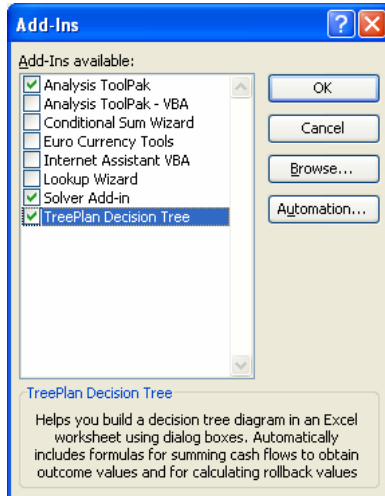 Add-Ins
Add-Ins available:
Analysis ToolPak
Analysis ToolPak - VBA
Conditional Sum Wizard
Euro Currency Tools
Internet Assistant VBA
Lookup Wizard
Solver Add-in
TreePlan Decision Tree
OK
Cancel
Browse...
Automation...
TreePlan Decision Tree
Helps you build a decision tree diagram in an Excel
worksheet using dialog boxes. Automatically
includes formulas for summing cash flows to obtain
outcome values and for calculating rollback values